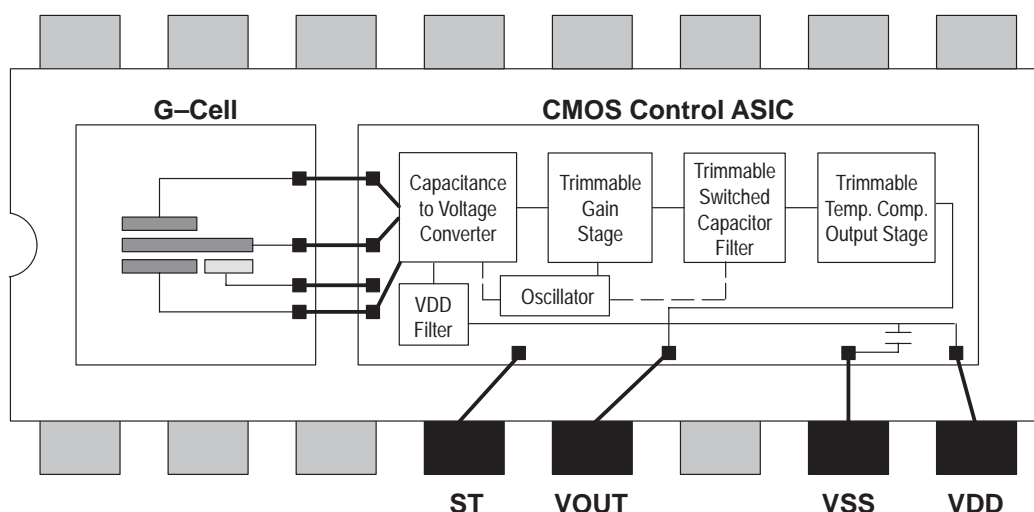 G–Cell
CMOS Control ASIC
Capacitance
to Voltage
Converter
Trimmable
Gain
Stage
Trimmable
Switched
Capacitor
Filter
Trimmable
Temp. Comp.
Output Stage
VDD
Filter
Oscillator
ST
VOUT
VSS
VDD